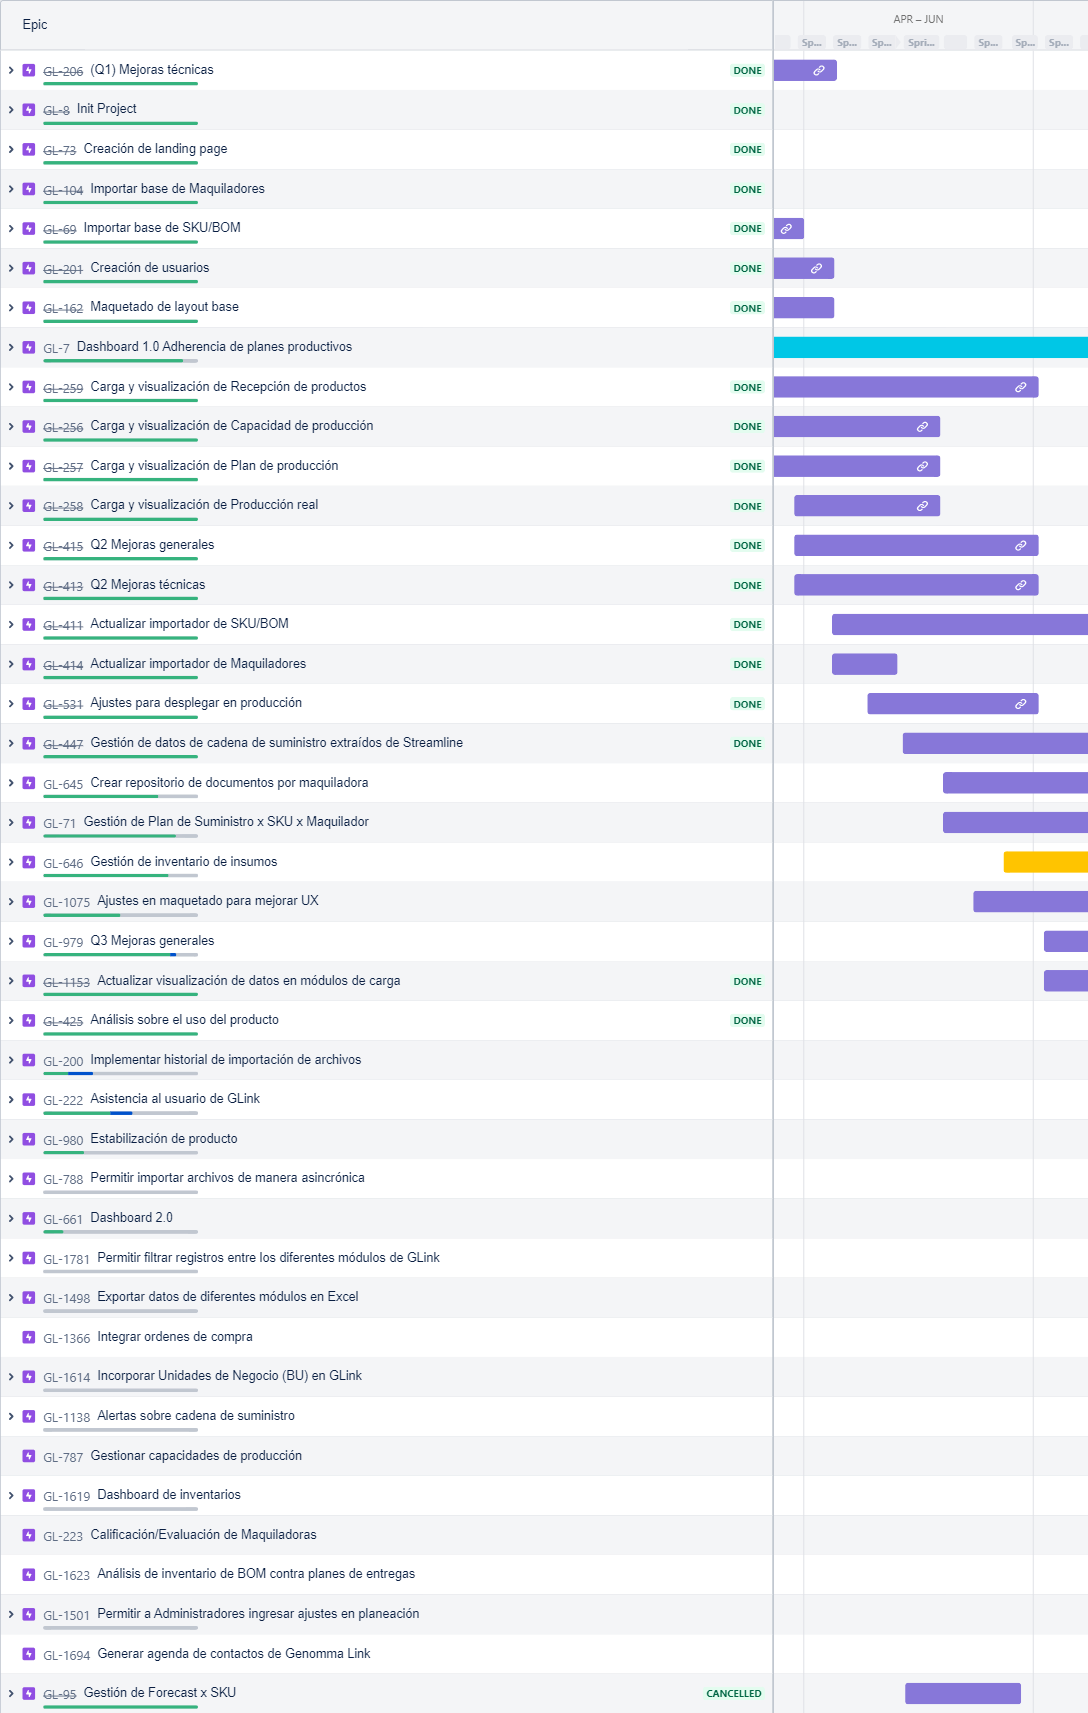 Epic
APR – JUN
Sp... Sp... Sp... Spri... Sp... Sp... Sp...
GL-206 (Q1) Mejoras técnicas DONE
GL-8 Init Project DONE
GL-73 Creación de landing page DONE
GL-104 Importar base de Maquiladores DONE
GL-69 Importar base de SKU/BOM DONE
GL-201 Creación de usuarios DONE
GL-162 Maquetado de layout base DONE
GL-7 Dashboard 1.0 Adherencia de planes productivos
GL-259 Carga y visualización de Recepción de productos DONE
GL-256 Carga y visualización de Capacidad de producción DONE
GL-257 Carga y visualización de Plan de producción DONE
GL-258 Carga y visualización de Producción real DONE
GL-415 Q2 Mejoras generales DONE
GL-413 Q2 Mejoras técnicas DONE
GL-411 Actualizar importador de SKU/BOM DONE
GL-414 Actualizar importador de Maquiladores DONE
GL-531 Ajustes para desplegar en producción DONE
GL-447 Gestión de datos de cadena de suministro extraídos de Streamline DONE
GL-645 Crear repositorio de documentos por maquiladora
GL-71 Gestión de Plan de Suministro x SKU x Maquilador
GL-646 Gestión de inventario de insumos
GL-1075 Ajustes en maquetado para mejorar UX
GL-979 Q3 Mejoras generales
GL-1153 Actualizar visualización de datos en módulos de carga DONE
GL-425 Análisis sobre el uso del producto DONE
GL-200 Implementar historial de importación de archivos
GL-222 Asistencia al usuario de GLink
GL-980 Estabilización de producto
GL-788 Permitir importar archivos de manera asincrónica
GL-661 Dashboard 2.0
GL-1781 Permitir filtrar registros entre los diferentes módulos de GLink
GL-1498 Exportar datos de diferentes módulos en Excel
GL-1366 Integrar ordenes de compra
GL-1614 Incorporar Unidades de Negocio (BU) en GLink
GL-1138 Alertas sobre cadena de suministro
GL-787 Gestionar capacidades de producción
GL-1619 Dashboard de inventarios
GL-223 Calificación/Evaluación de Maquiladoras
GL-1623 Análisis de inventario de BOM contra planes de entregas
GL-1501 Permitir a Administradores ingresar ajustes en planeación
GL-1694 Generar agenda de contactos de Genomma Link
GL-95 Gestión de Forecast x SKU CANCELLED